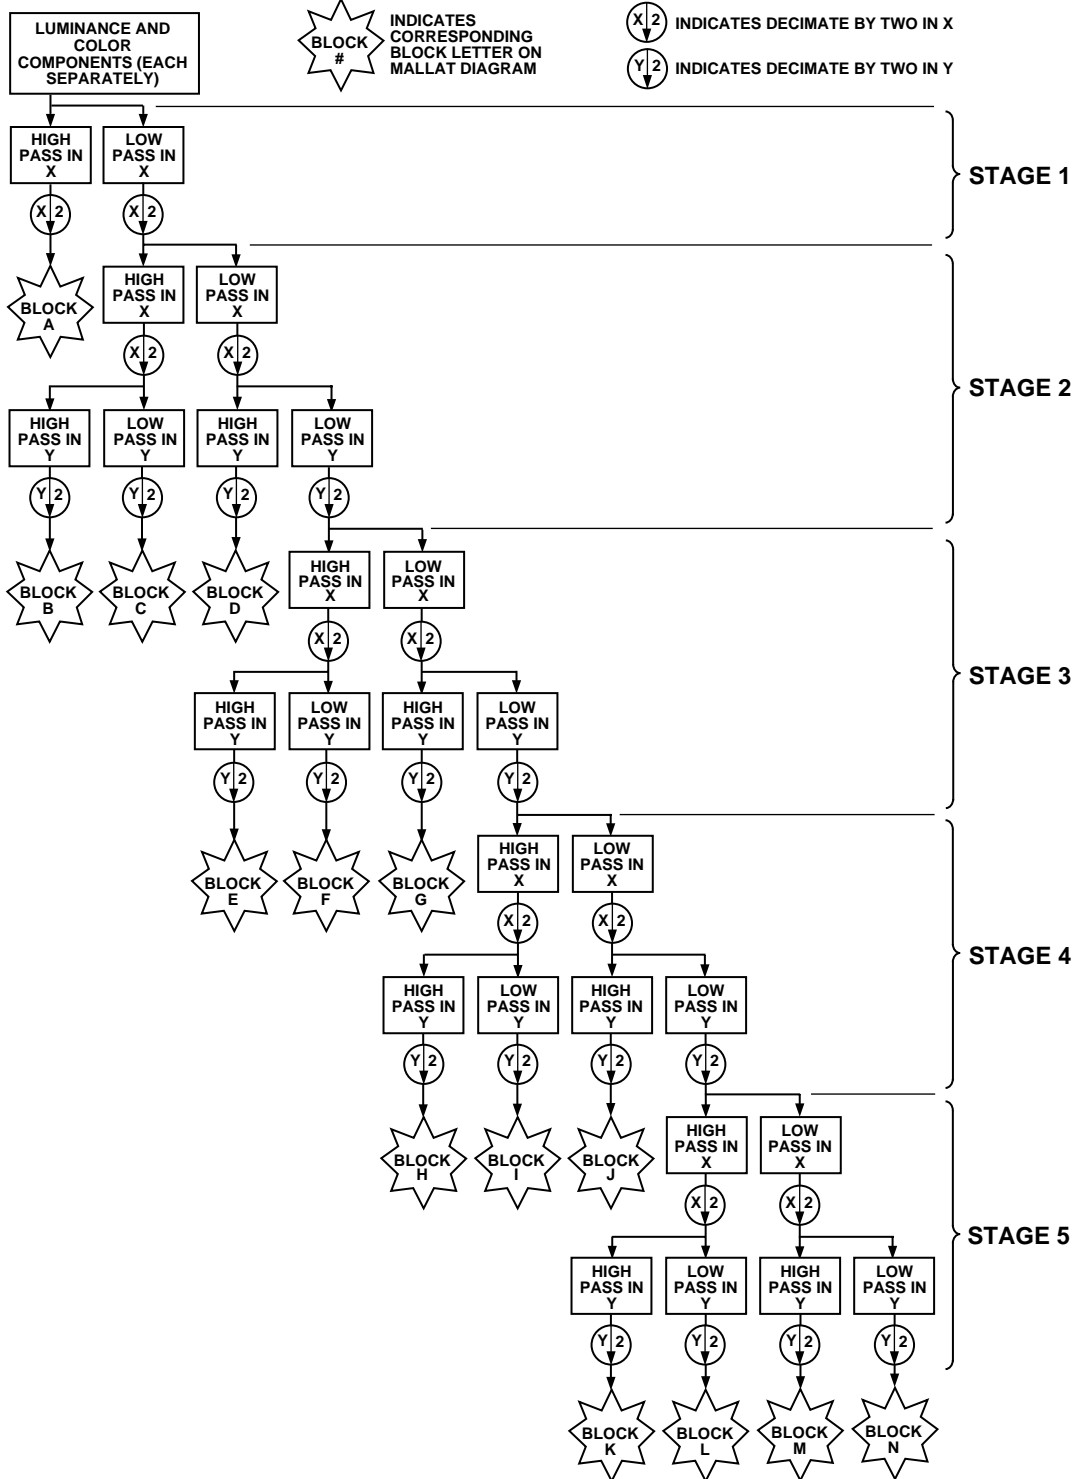 LUMINANCE AND
COLOR
COMPONENTS (EACH
SEPARATELY)
BLOCK
#
INDICATES
CORRESPONDING
BLOCK LETTER ON
MALLAT DIAGRAM
X 2 INDICATES DECIMATE BY TWO IN X
Y 2 INDICATES DECIMATE BY TWO IN Y
HIGH
PASS IN
X
LOW
PASS IN
X
STAGE 1
X 2
X 2
BLOCK
A
HIGH
PASS IN
X
LOW
PASS IN
X
X 2
X 2
STAGE 2
HIGH
PASS IN
Y
LOW
PASS IN
Y
HIGH
PASS IN
Y
LOW
PASS IN
Y
Y 2
Y 2
Y 2
Y 2
BLOCK
B
BLOCK
C
BLOCK
D
HIGH
PASS IN
X
LOW
PASS IN
X
X 2
X 2
STAGE 3
HIGH
PASS IN
Y
LOW
PASS IN
Y
HIGH
PASS IN
Y
LOW
PASS IN
Y
Y 2
Y 2
Y 2
Y 2
BLOCK
E
BLOCK
F
BLOCK
G
HIGH
PASS IN
X
LOW
PASS IN
X
X 2
X 2
STAGE 4
HIGH
PASS IN
Y
LOW
PASS IN
Y
HIGH
PASS IN
Y
LOW
PASS IN
Y
Y 2
Y 2
Y 2
Y 2
BLOCK
H
BLOCK
I
BLOCK
J
HIGH
PASS IN
X
LOW
PASS IN
X
X 2
X 2
STAGE 5
HIGH
PASS IN
Y
LOW
PASS IN
Y
HIGH
PASS IN
Y
LOW
PASS IN
Y
Y 2
Y 2
Y 2
Y 2
BLOCK
K
BLOCK
L
BLOCK
M
BLOCK
N